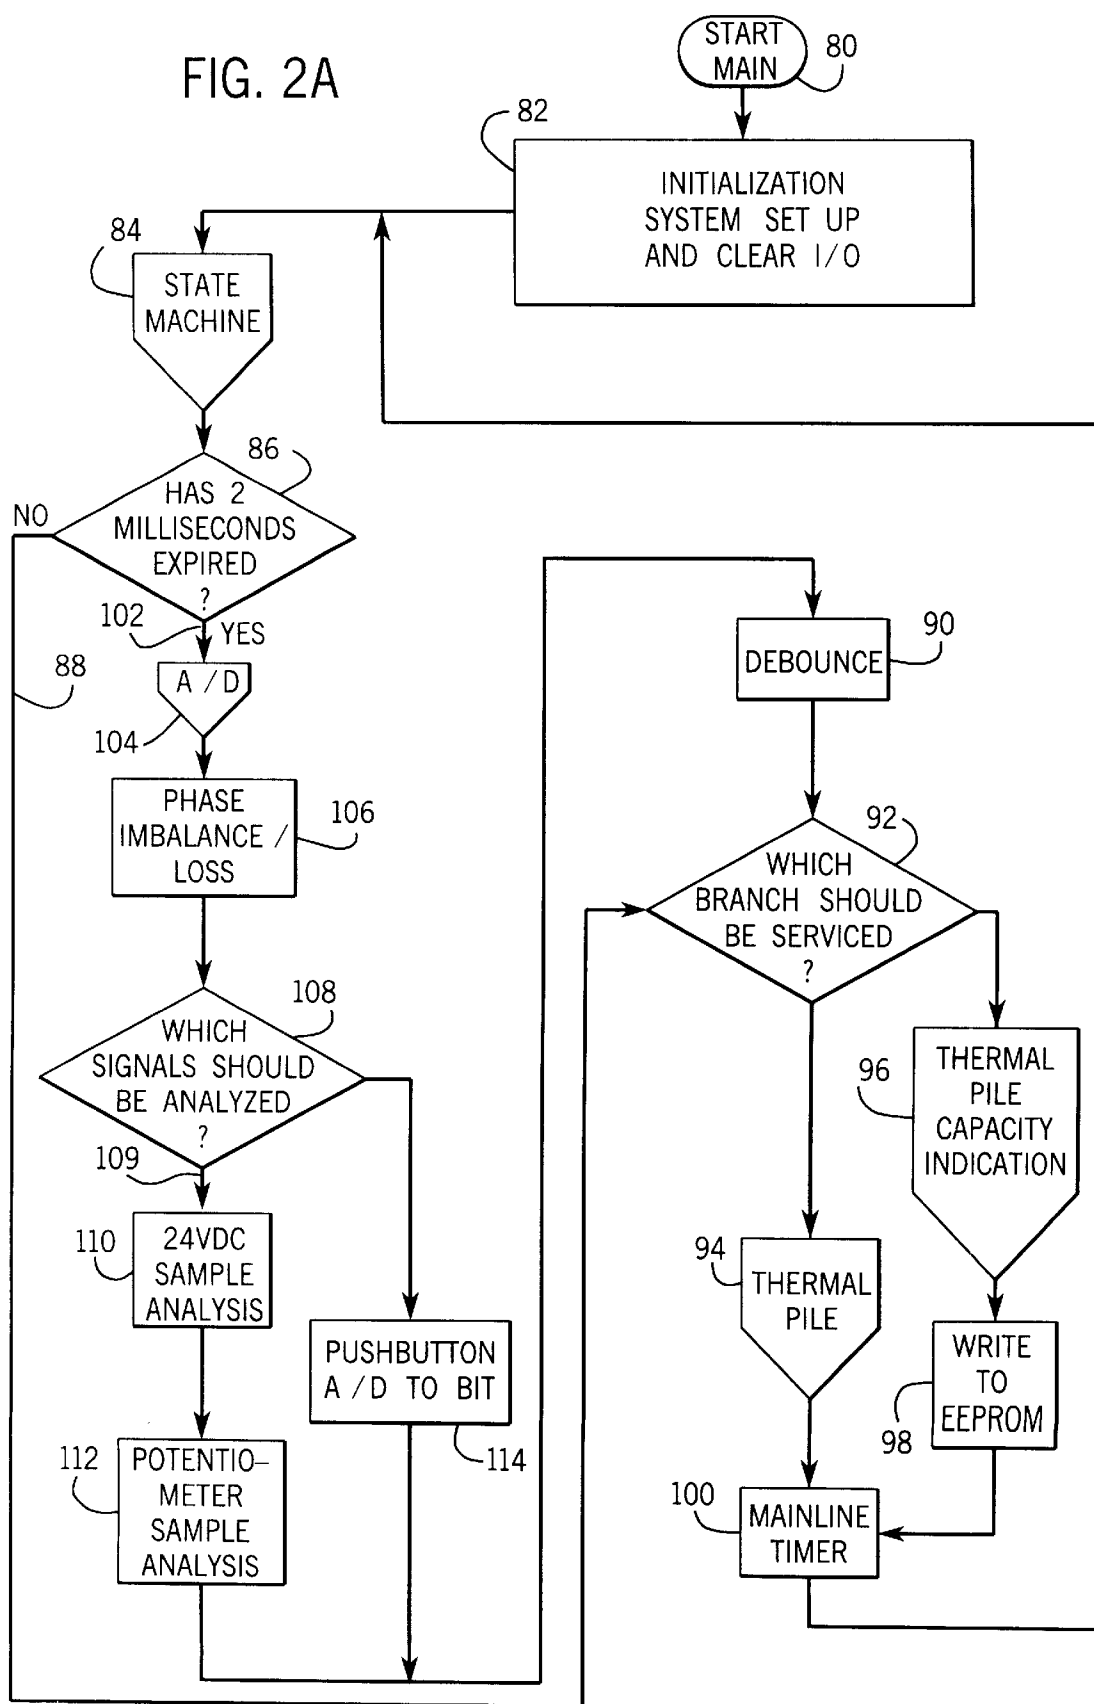 FIG. 2A
START
MAIN
80
82
INITIALIZATION
SYSTEM SET UP
AND CLEAR I/O
84
STATE
MACHINE
86
HAS 2
MILLISECONDS
EXPIRED
?
NO
102
YES
88
A/D
104
PHASE
IMBALANCE/
LOSS
106
108
WHICH
SIGNALS SHOULD
BE ANALYZED
?
109
110
24VDC
SAMPLE
ANALYSIS
112
POTENTIO-
METER
SAMPLE
ANALYSIS
PUSHBUTTON
A/D TO BIT
114
DEBOUNCE
90
92
WHICH
BRANCH SHOULD
BE SERVICED
?
94
THERMAL
PILE
96
THERMAL
PILE
CAPACITY
INDICATION
WRITE
TO
EEPROM
98
100
MAINLINE
TIMER